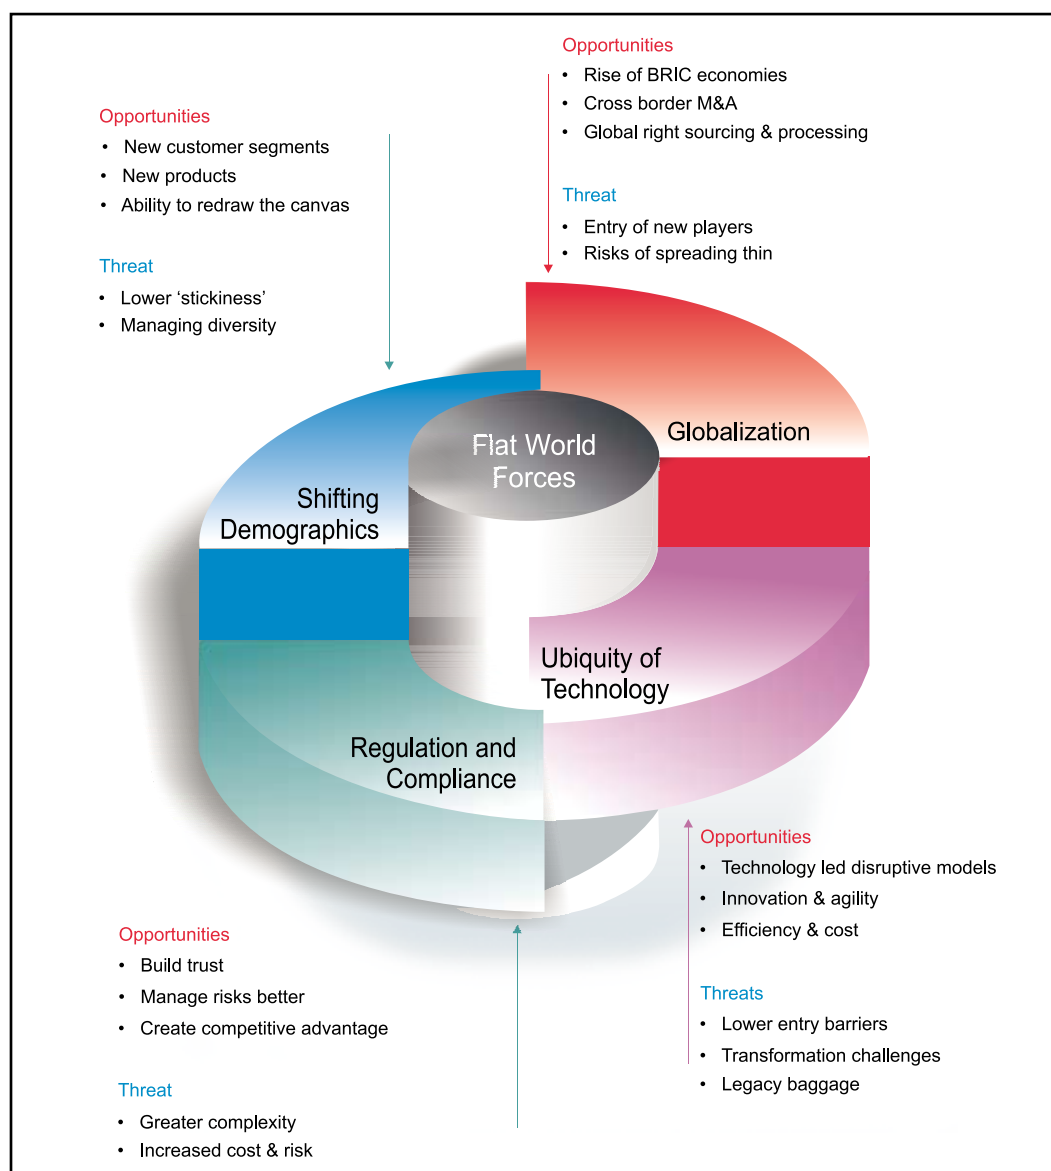 Opportunities
• Rise of BRIC economies
• Cross border M&A
• Global right sourcing & processing
Threat
• Entry of new players
• Risks of spreading thin
Opportunities
• New customer segments
• New products
• Ability to redraw the canvas
Threat
• Lower ‘stickiness’
• Managing diversity
Flat World
Forces
Globalization
Shifting
Demographics
Ubiquity of
Technology
Regulation and
Compliance
Opportunities
• Technology led disruptive models
• Innovation & agility
• Efficiency & cost
Threats
• Lower entry barriers
• Transformation challenges
• Legacy baggage
Opportunities
• Build trust
• Manage risks better
• Create competitive advantage
Threat
• Greater complexity
• Increased cost & risk